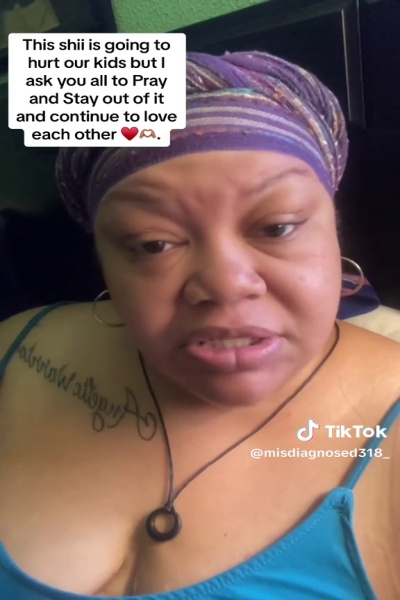 This shii is going to
hurt our kids but I
ask you all to Pray
and Stay out of it
and continue to love
each other ❤️🫶🏽.
Angelic
TikTok
@misdiagnosed318_